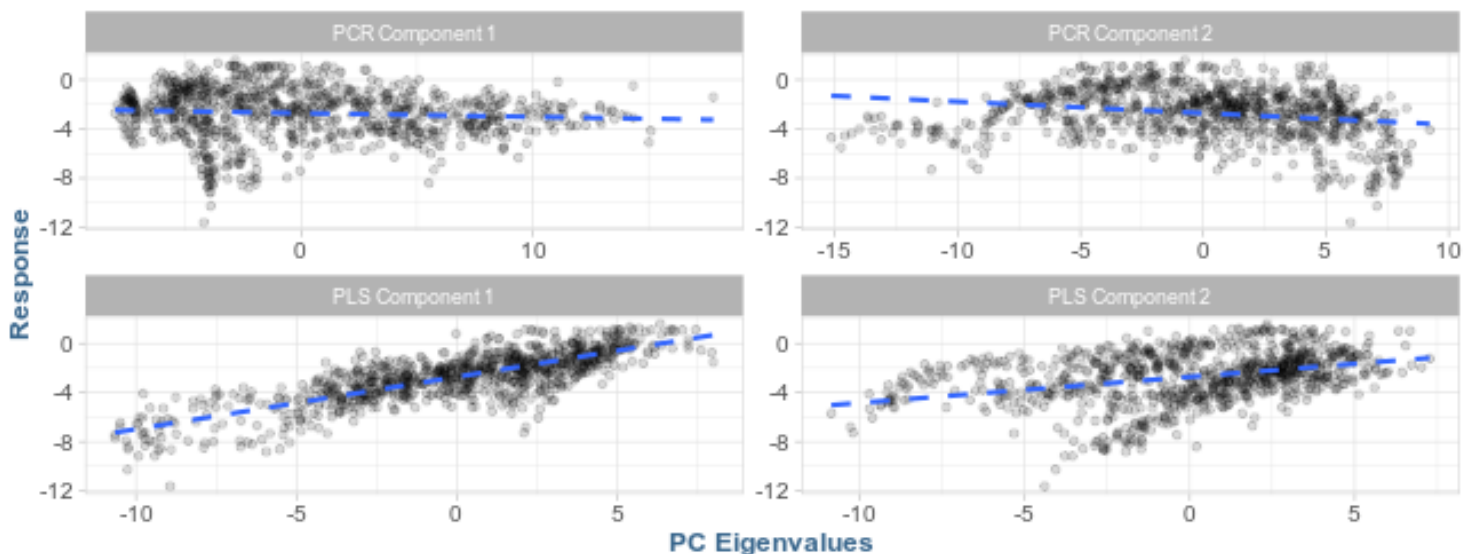 PCR Component 1
PCR Component 2
0
-4
-8
-12
0
-4
-8
-12
0 10
-15 -10 -5 0 5 10
Response
PLS Component 1
PLS Component 2
0
-4
-8
-12
0
-4
-8
-12
-10 -5 0 5
-10 -5 0 5
PC Eigenvalues